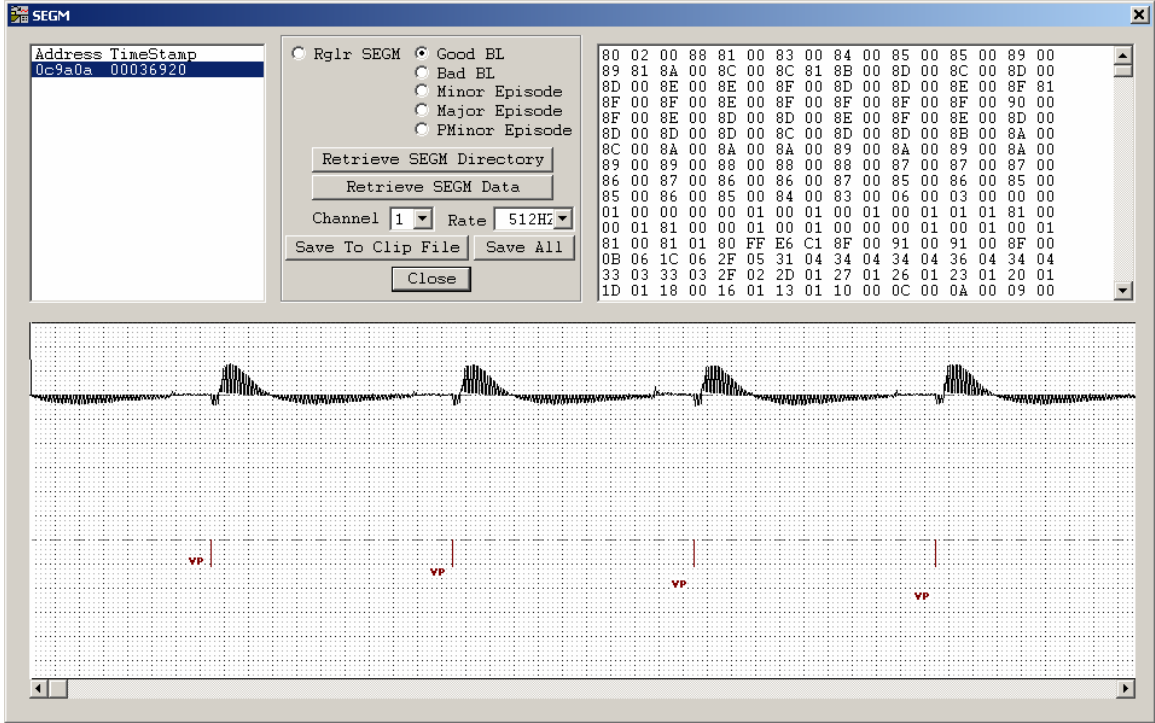 SEGM
Address TimeStamp
0c9a0a 00036920
Rglr SEGM
Good BL
Bad BL
Minor Episode
Major Episode
PMinor Episode
Retrieve SEGM Directory
Retrieve SEGM Data
Channel 1 Rate 512HZ
Save To Clip File Save All
Close
80 02 00 88 81 00 83 00 84 00 85 00 85 00 89 00
89 81 8A 00 8C 00 8C 81 8B 00 8D 00 8C 00 8D 00
8D 00 8E 00 8E 00 8F 00 8D 00 8D 00 8E 00 8F 81
8F 00 8F 00 8E 00 8F 00 8F 00 8F 00 8F 00 90 00
8F 00 8E 00 8D 00 8D 00 8E 00 8F 00 8E 00 8D 00
8D 00 8D 00 8D 00 8C 00 8D 00 8D 00 8B 00 8A 00
8C 00 8A 00 8A 00 8A 00 89 00 8A 00 89 00 8A 00
89 00 89 00 88 00 88 00 88 00 87 00 87 00 87 00
86 00 87 00 86 00 86 00 87 00 85 00 86 00 85 00
85 00 86 00 85 00 84 00 83 00 06 00 03 00 00 00
01 00 00 00 00 01 00 01 00 01 00 01 01 01 81 00
00 01 81 00 00 01 00 01 00 00 00 01 00 01 00 01
81 00 81 01 80 FF E6 C1 8F 00 91 00 91 00 8F 00
0B 06 1C 06 2F 05 31 04 34 04 34 04 36 04 34 04
33 03 33 03 2F 02 2D 01 27 01 26 01 23 01 20 01
1D 01 18 00 16 01 13 01 10 00 0C 00 0A 00 09 00
VP
VP
VP
VP